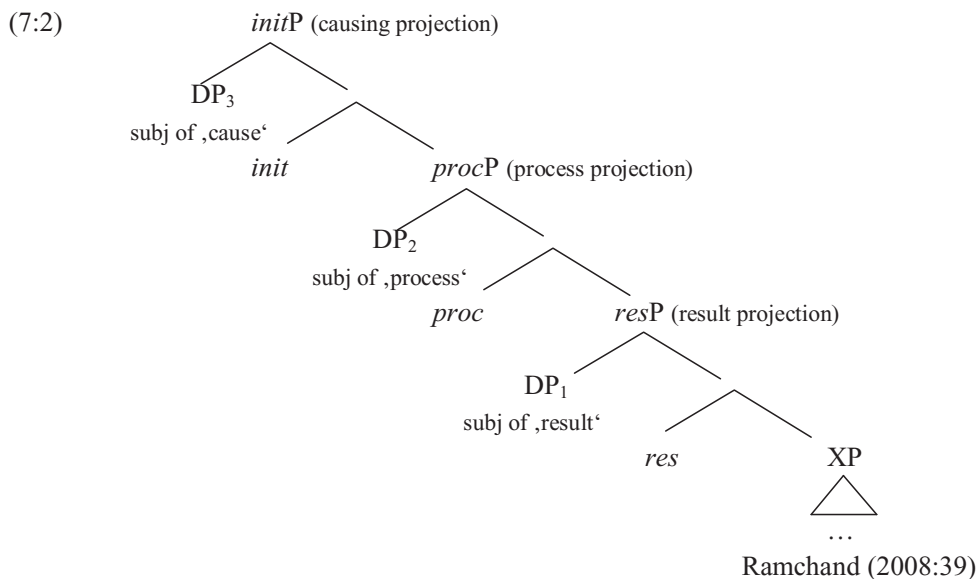 (7:2) initP (causing projection)
DP₃
subj of ‚cause‘
init procP (process projection)
DP₂
subj of ‚process‘
proc resP (result projection)
DP₁
subj of ‚result‘
res XP
…
Ramchand (2008:39)